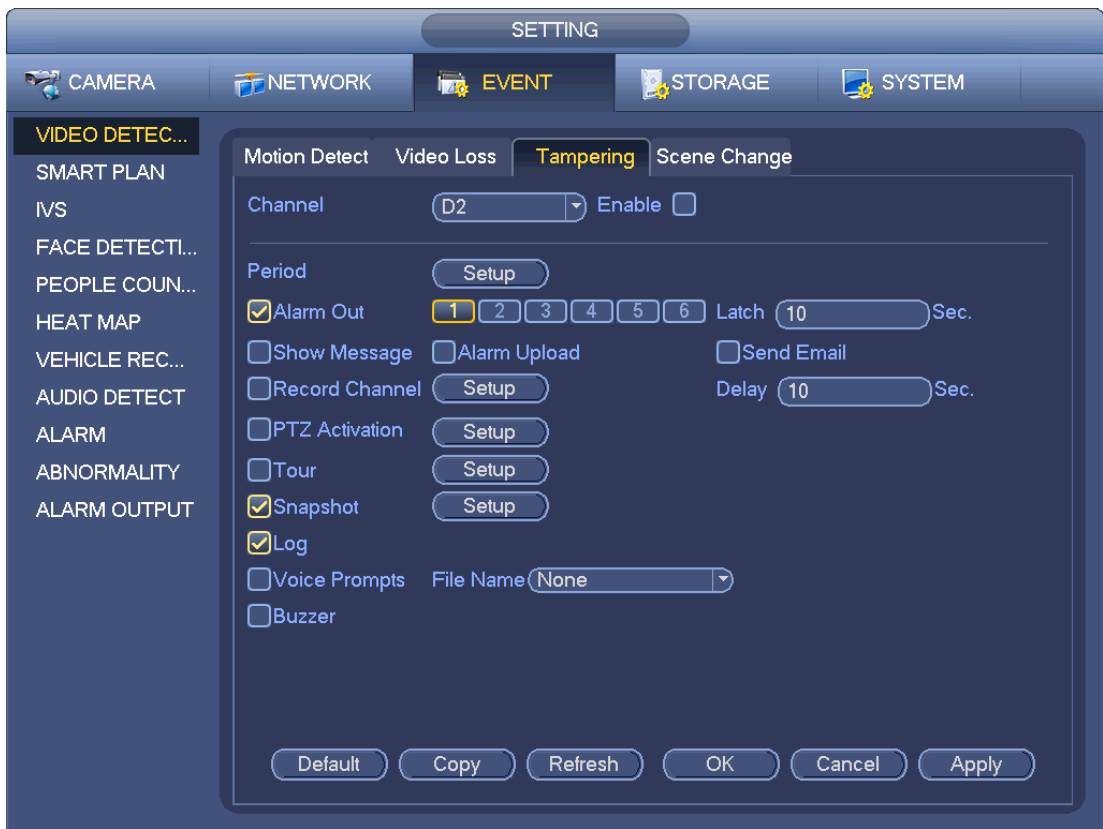 SETTING
CAMERA NETWORK EVENT STORAGE SYSTEM
VIDEO DETEC...
SMART PLAN
IVS
FACE DETECTI...
PEOPLE COUN...
HEAT MAP
VEHICLE REC...
AUDIO DETECT
ALARM
ABNORMALITY
ALARM OUTPUT
Motion Detect Video Loss Tampering Scene Change
Channel D2 Enable
Period Setup
Alarm Out 1 2 3 4 5 6 Latch 10 Sec.
Show Message Alarm Upload Send Email
Record Channel Setup Delay 10 Sec.
PTZ Activation Setup
Tour Setup
Snapshot Setup
Log
Voice Prompts File Name None
Buzzer
Default Copy Refresh OK Cancel Apply